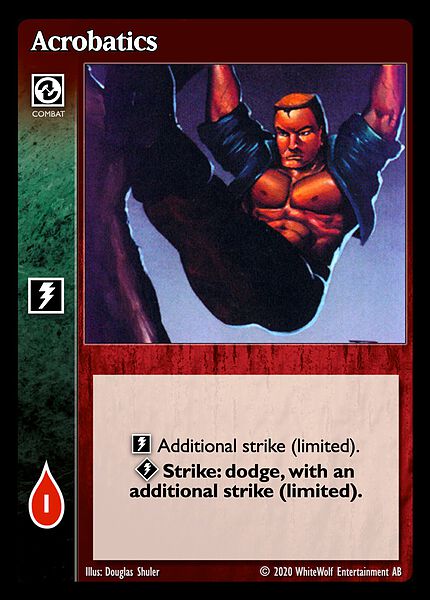 Acrobatics
COMBAT
Additional strike (limited).
Strike: dodge, with an
additional strike (limited).
1
Illus: Douglas Shuler © 2020 WhiteWolf Entertainment AB